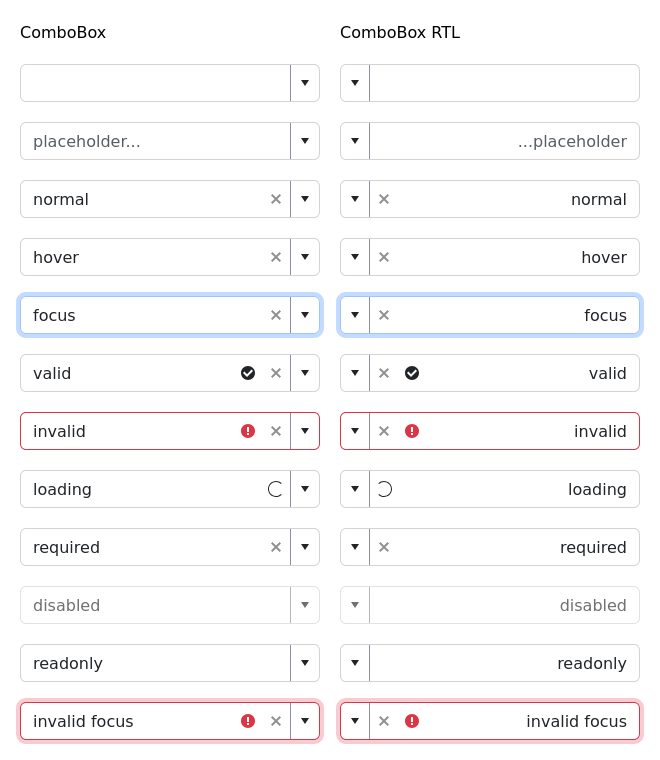 ComboBox
ComboBox RTL
placeholder...
...placeholder
normal
normal
hover
hover
focus
focus
valid
valid
invalid
invalid
loading
loading
required
required
disabled
disabled
readonly
readonly
invalid focus
invalid focus